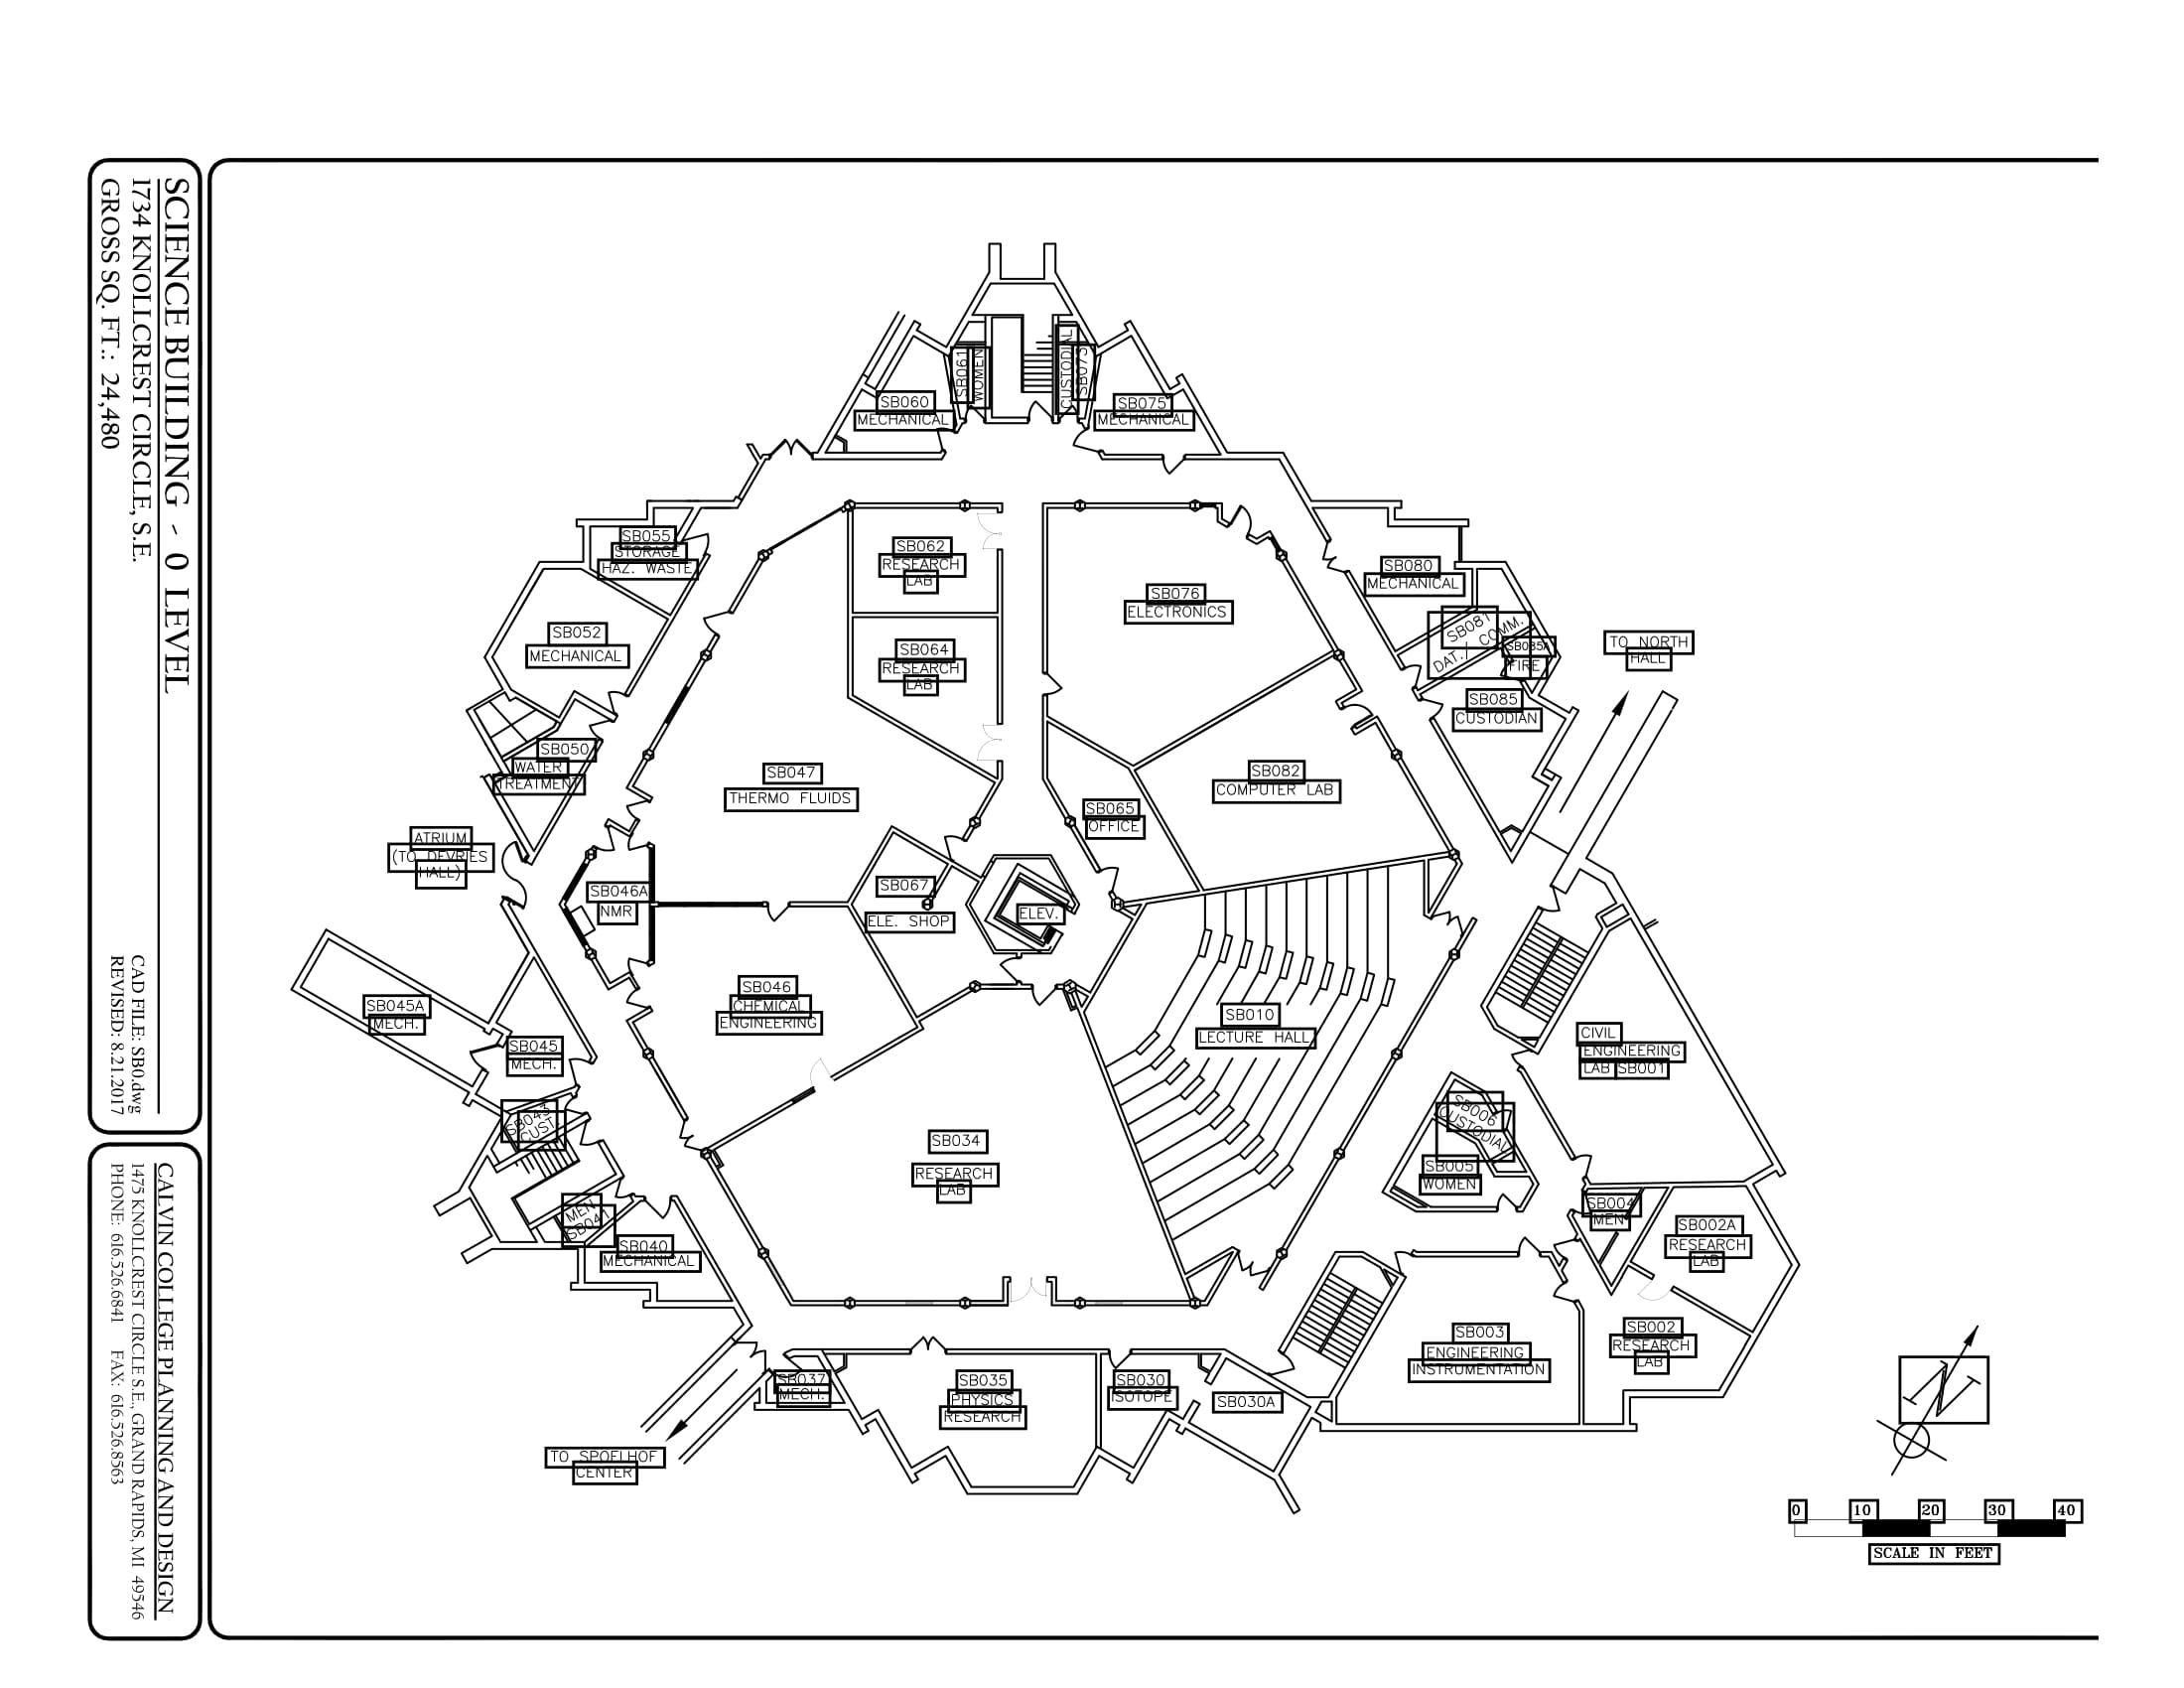 SCIENCE BUILDING - 0 LEVEL
1734 KNOLLCREST CIRCLE, S.E.
GROSS SQ. FT.: 24,480
CAD FILE: SB0.dwg
REVISED: 8.21.2017
CALVIN COLLEGE PLANNING AND DESIGN
1475 KNOLLCREST CIRCLE S.E., GRAND RAPIDS, MI 49546
PHONE: 616.526.6841 FAX: 616.526.8563
SB060
MECHANICAL
SB061
WOMEN
CUSTODIAL
SB073
SB075
MECHANICAL
SB055
STORAGE
HAZ. WASTE
SB062
RESEARCH
LAB
SB076
ELECTRONICS
SB080
MECHANICAL
SB081
DAT./ COMM.
SB085A
FIRE
TO NORTH
HALL
SB052
MECHANICAL
SB064
RESEARCH
LAB
SB085
CUSTODIAN
SB050
WATER
TREATMENT
SB047
THERMO FLUIDS
SB082
COMPUTER LAB
SB065
OFFICE
ATRIUM
(TO DEVRIES
HALL)
SB046A
NMR
SB067
ELE. SHOP
ELEV.
SB045A
MECH.
SB046
CHEMICAL
ENGINEERING
SB010
LECTURE HALL
CIVIL
ENGINEERING
LAB SB001
SB045
MECH.
SB043
CUST.
SB034
RESEARCH
LAB
SB006
CUSTODIAL
SB005
WOMEN
SB004
MEN
SB002A
RESEARCH
LAB
MEN
SB041
SB040
MECHANICAL
SB003
ENGINEERING
INSTRUMENTATION
SB002
RESEARCH
LAB
SB037
MECH.
SB035
PHYSICS
RESEARCH
SB030
ISOTOPE
SB030A
TO SPOELHOF
CENTER
N
0 10 20 30 40
SCALE IN FEET